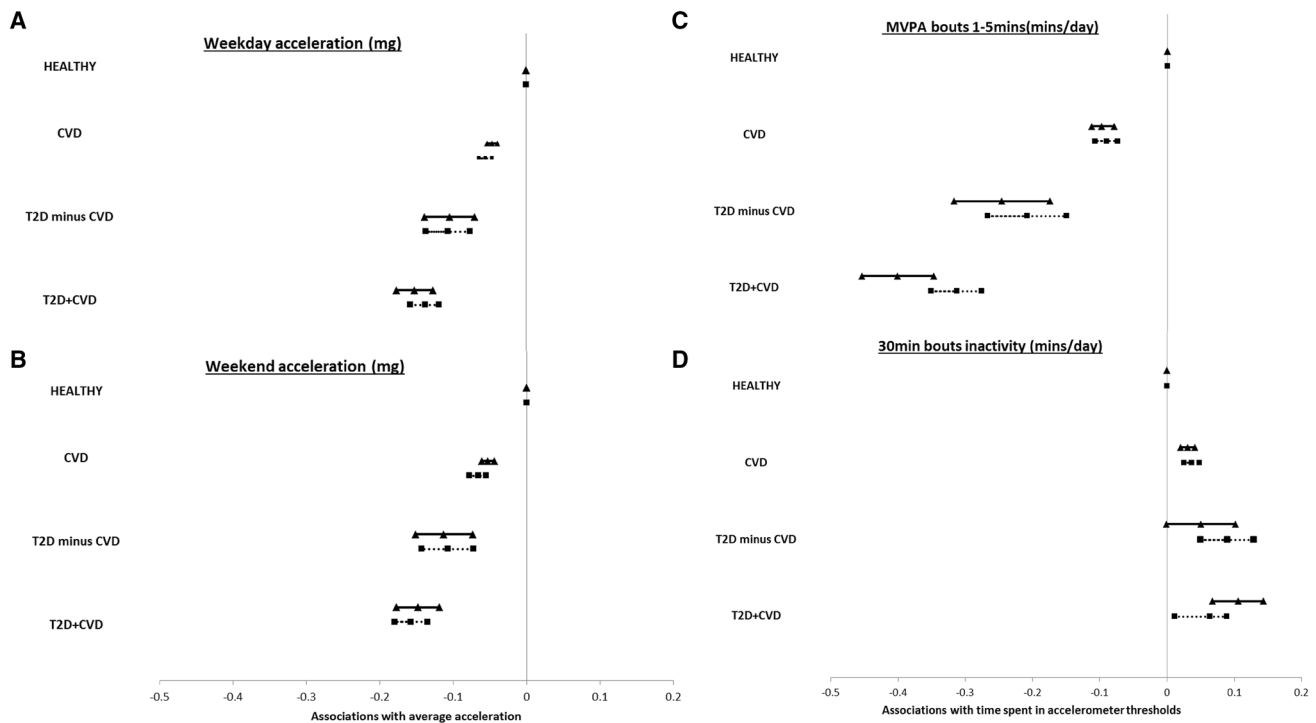 A
Weekday acceleration (mg)
HEALTHY
CVD
T2D minus CVD
T2D+CVD
B
Weekend acceleration (mg)
HEALTHY
CVD
T2D minus CVD
T2D+CVD
-0.5 -0.4 -0.3 -0.2 -0.1 0 0.1 0.2
Associations with average acceleration
C
MVPA bouts 1-5mins(mins/day)
HEALTHY
CVD
T2D minus CVD
T2D+CVD
D
30min bouts inactivity (mins/day)
HEALTHY
CVD
T2D minus CVD
T2D+CVD
-0.5 -0.4 -0.3 -0.2 -0.1 0 0.1 0.2
Associations with time spent in accelerometer thresholds